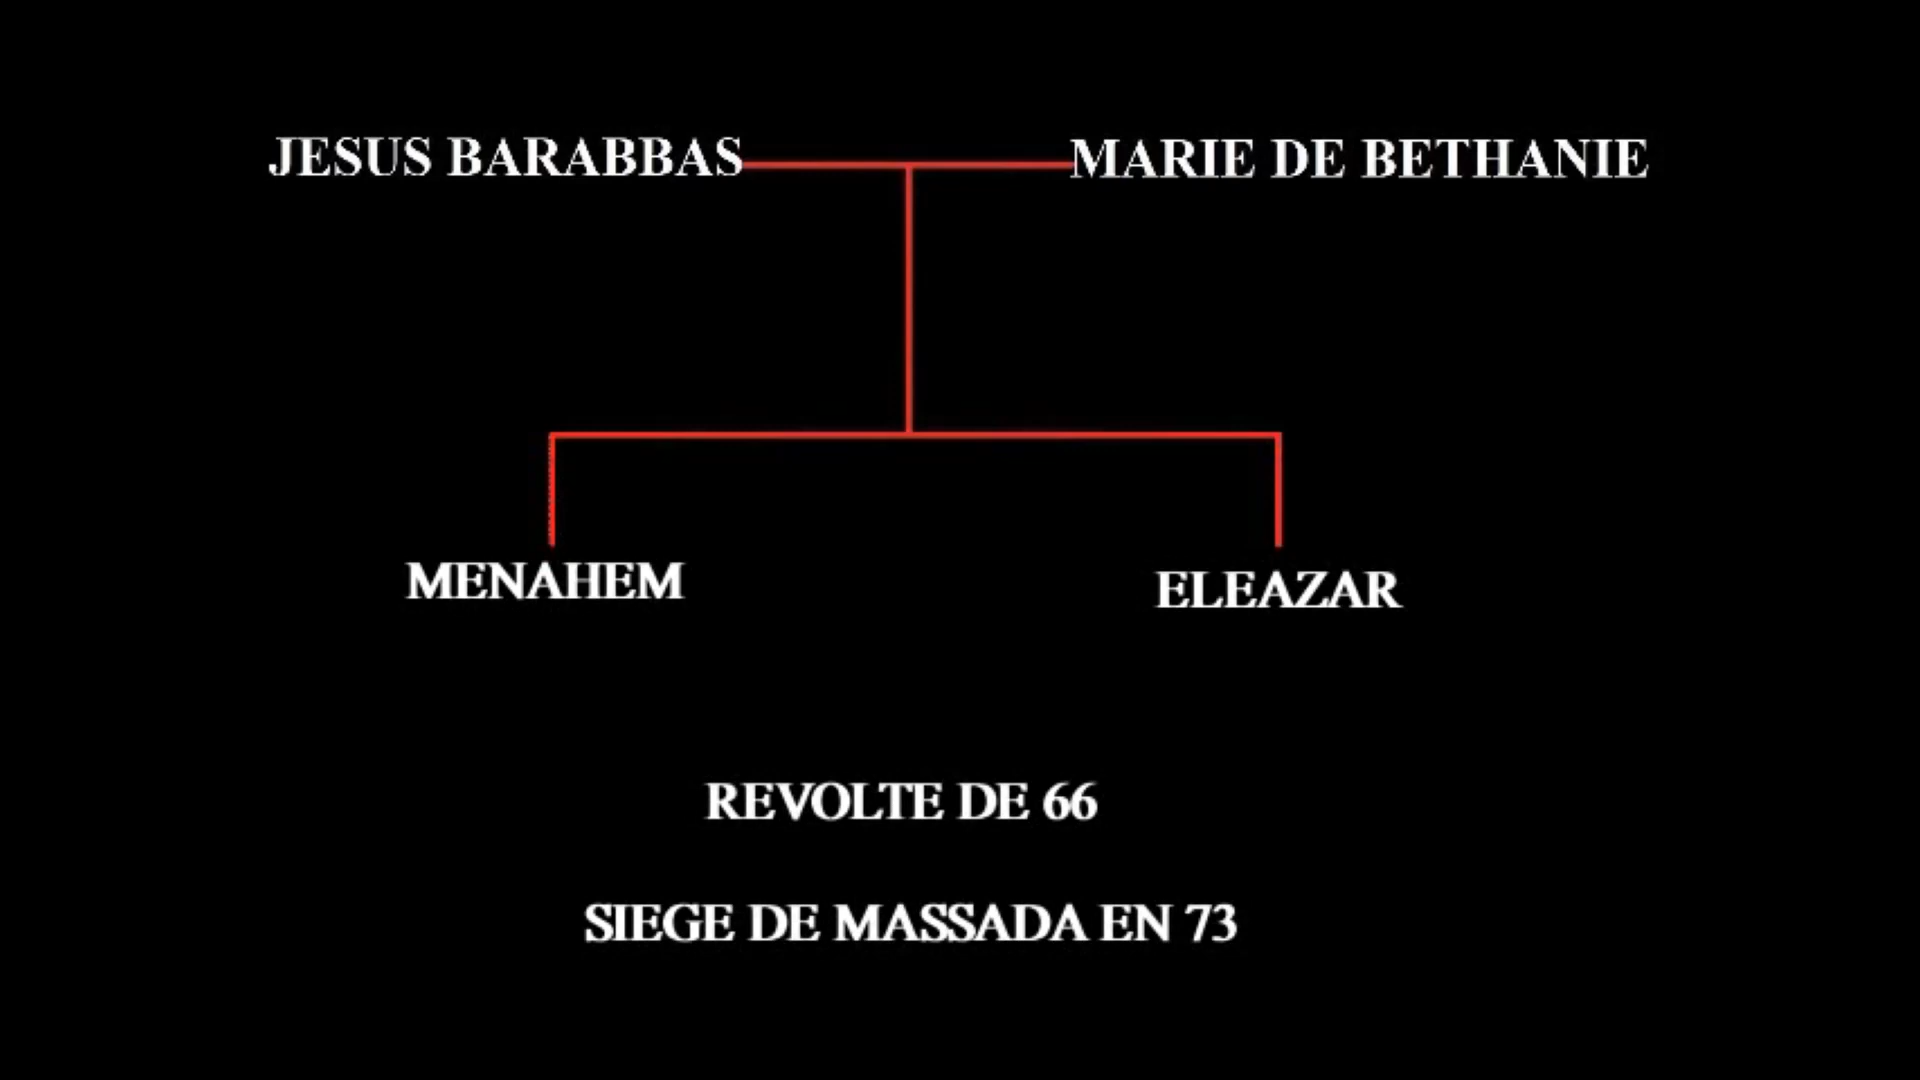 JESUS BARABBAS MARIE DE BETHANIE
MENAHEM ELEAZAR
REVOLTE DE 66
SIEGE DE MASSADA EN 73